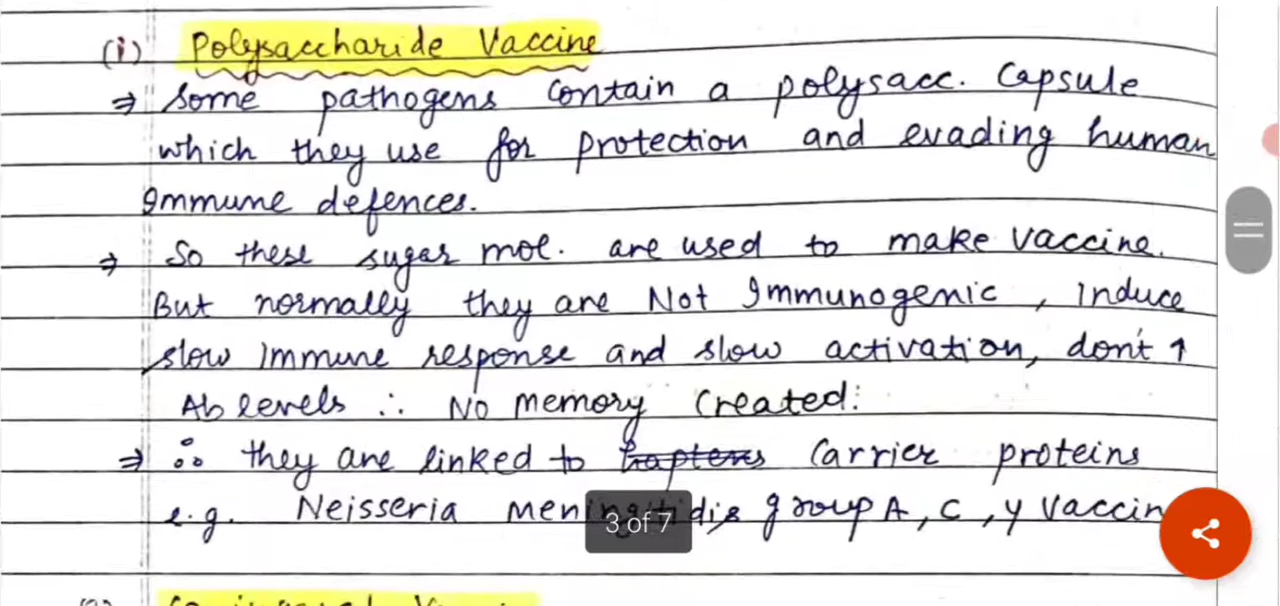 (i) Polysaccharide Vaccine
⇒ Some pathogens contain a polysacc. Capsule
which they use for protection and evading human
Immune defences.
⇒ So these sugar mol. are used to make vaccine.
But normally they are Not Immunogenic, induce
slow immune response and slow activation, don't ↑
Ab levels ∴ No memory created.
⇒ ∴ they are linked to haptens carrier proteins
e.g. Neisseria meningitidis group A, C, Y Vaccin
3 of 7